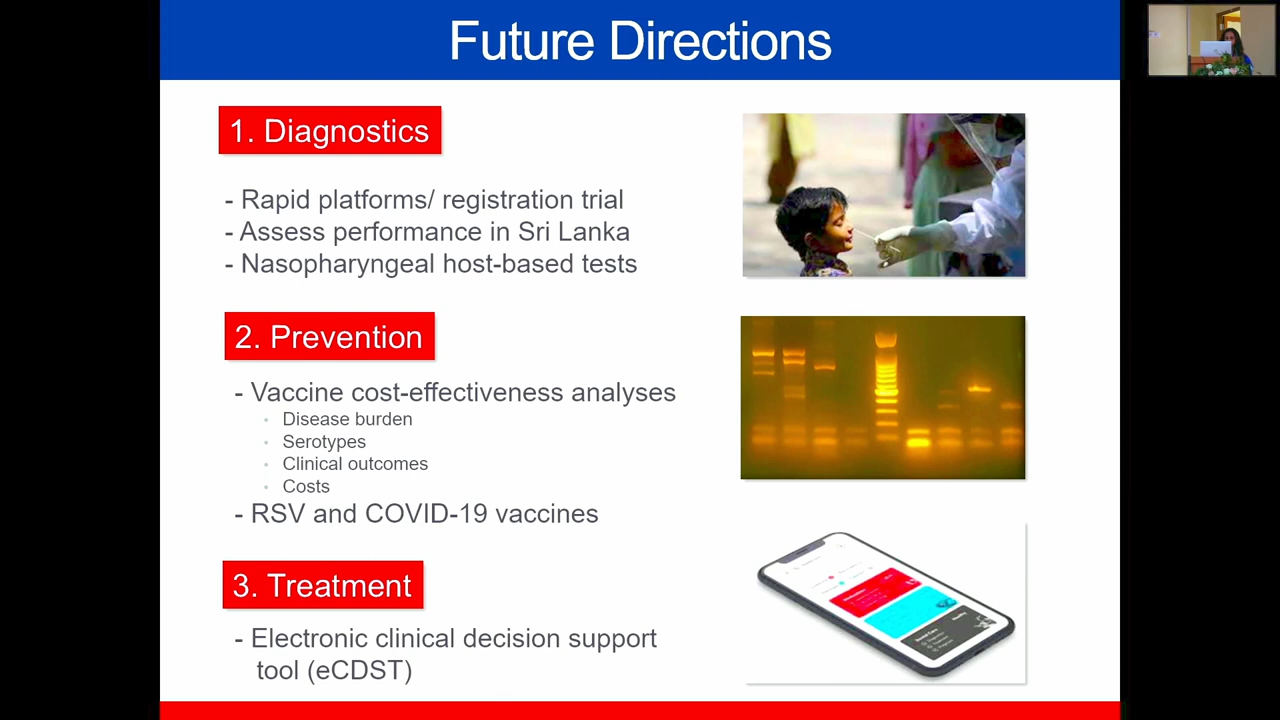 Future Directions
1. Diagnostics
- Rapid platforms/ registration trial
- Assess performance in Sri Lanka
- Nasopharyngeal host-based tests
2. Prevention
- Vaccine cost-effectiveness analyses
• Disease burden
• Serotypes
• Clinical outcomes
• Costs
- RSV and COVID-19 vaccines
3. Treatment
- Electronic clinical decision support
tool (eCDST)